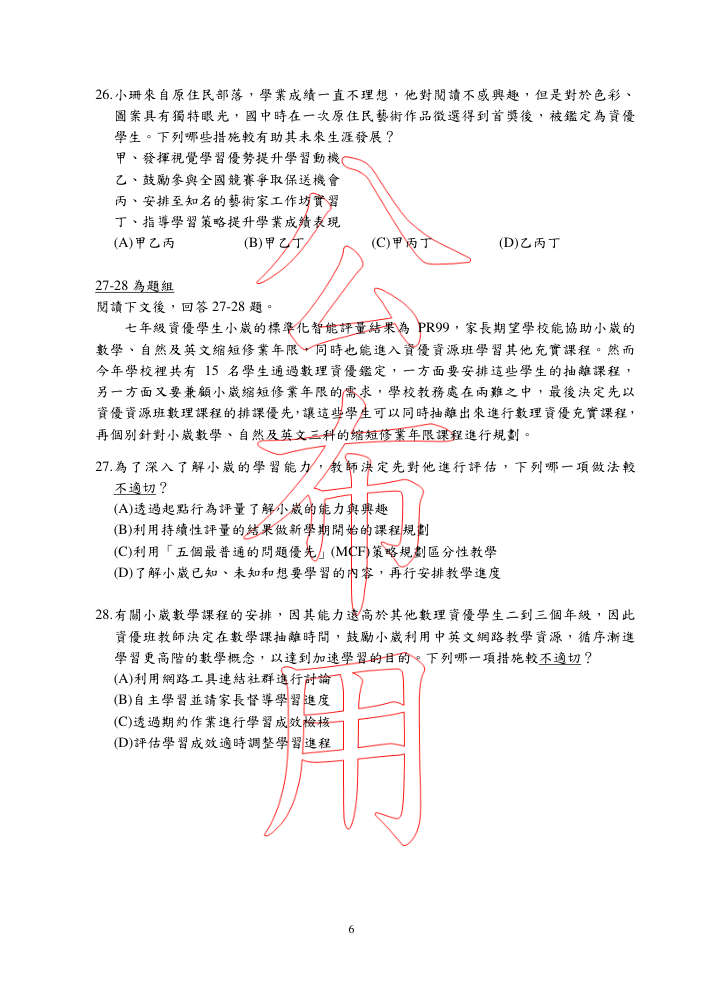 26.小珊來自原住民部落，學業成績一直不理想，他對閱讀不感興趣，但是對於色彩、
圖案具有獨特眼光，國中時在一次原住民藝術作品徵選得到首獎後，被鑑定為資優
學生。下列哪些措施較有助其未來生涯發展？
甲、發揮視覺學習優勢提升學習動機
乙、鼓勵參與全國競賽爭取保送機會
丙、安排至知名的藝術家工作坊實習
丁、指導學習策略提升學業成績表現
(A)甲乙丙 (B)甲乙丁 (C)甲丙丁 (D)乙丙丁
27-28 為題組
閱讀下文後，回答 27-28 題。
七年級資優學生小崴的標準化智能評量結果為 PR99，家長期望學校能協助小崴的
數學、自然及英文縮短修業年限，同時也能進入資優資源班學習其他充實課程。然而
今年學校裡共有 15 名學生通過數理資優鑑定，一方面要安排這些學生的抽離課程，
另一方面又要兼顧小崴縮短修業年限的需求，學校教務處在兩難之中，最後決定先以
資優資源班數理課程的排課優先，讓這些學生可以同時抽離出來進行數理資優充實課程，
再個別針對小崴數學、自然及英文三科的縮短修業年限課程進行規劃。
27.為了深入了解小崴的學習能力，教師決定先對他進行評估，下列哪一項做法較
不適切？
(A)透過起點行為評量了解小崴的能力與興趣
(B)利用持續性評量的結果做新學期開始的課程規劃
(C)利用「五個最普通的問題優先」(MCF)策略規劃區分性教學
(D)了解小崴已知、未知和想要學習的內容，再行安排教學進度
28.有關小崴數學課程的安排，因其能力遠高於其他數理資優學生二到三個年級，因此
資優班教師決定在數學課抽離時間，鼓勵小崴利用中英文網路教學資源，循序漸進
學習更高階的數學概念，以達到加速學習的目的。下列哪一項措施較不適切？
(A)利用網路工具連結社群進行討論
(B)自主學習並請家長督導學習進度
(C)透過期約作業進行學習成效檢核
(D)評估學習成效適時調整學習進程
公布用
6